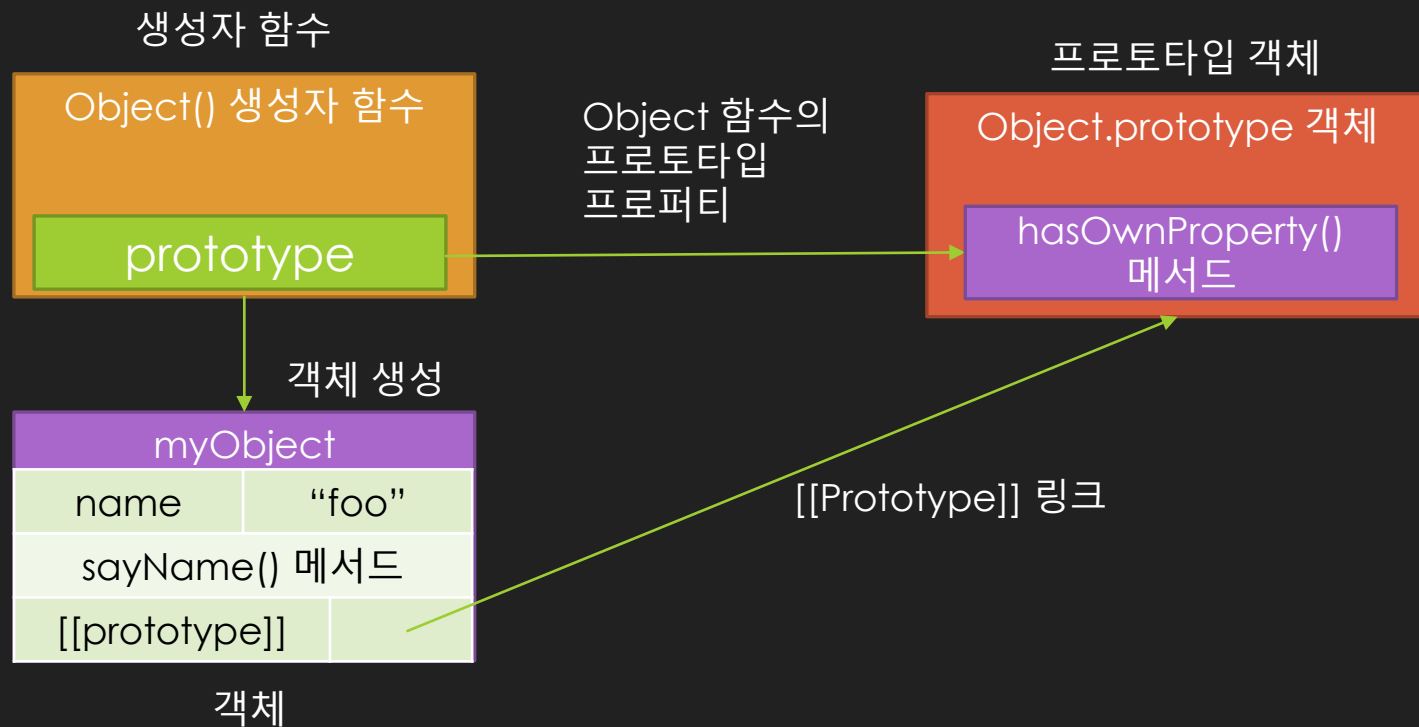 생성자 함수
Object() 생성자 함수
prototype
Object 함수의
프로토타입
프로퍼티
프로토타입 객체
Object.prototype 객체
hasOwnProperty()
메서드
객체 생성
myObject
name “foo”
sayName() 메서드
[[prototype]]
[[Prototype]] 링크
객체